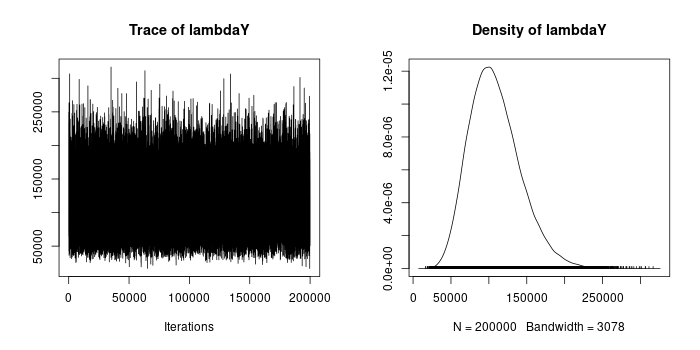 Trace of lambdaY
250000
150000
50000
0 50000 100000 150000 200000
Iterations
Density of lambdaY
1.2e-05
8.0e-06
4.0e-06
0.0e+00
0 50000 150000 250000
N = 200000 Bandwidth = 3078